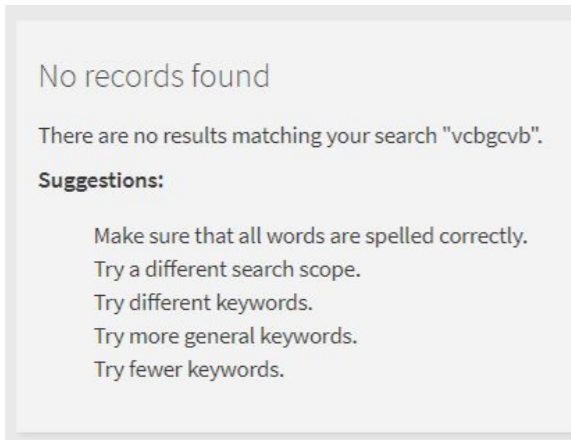 No records found
There are no results matching your search "vcbgcvb".
Suggestions:
Make sure that all words are spelled correctly.
Try a different search scope.
Try different keywords.
Try more general keywords.
Try fewer keywords.